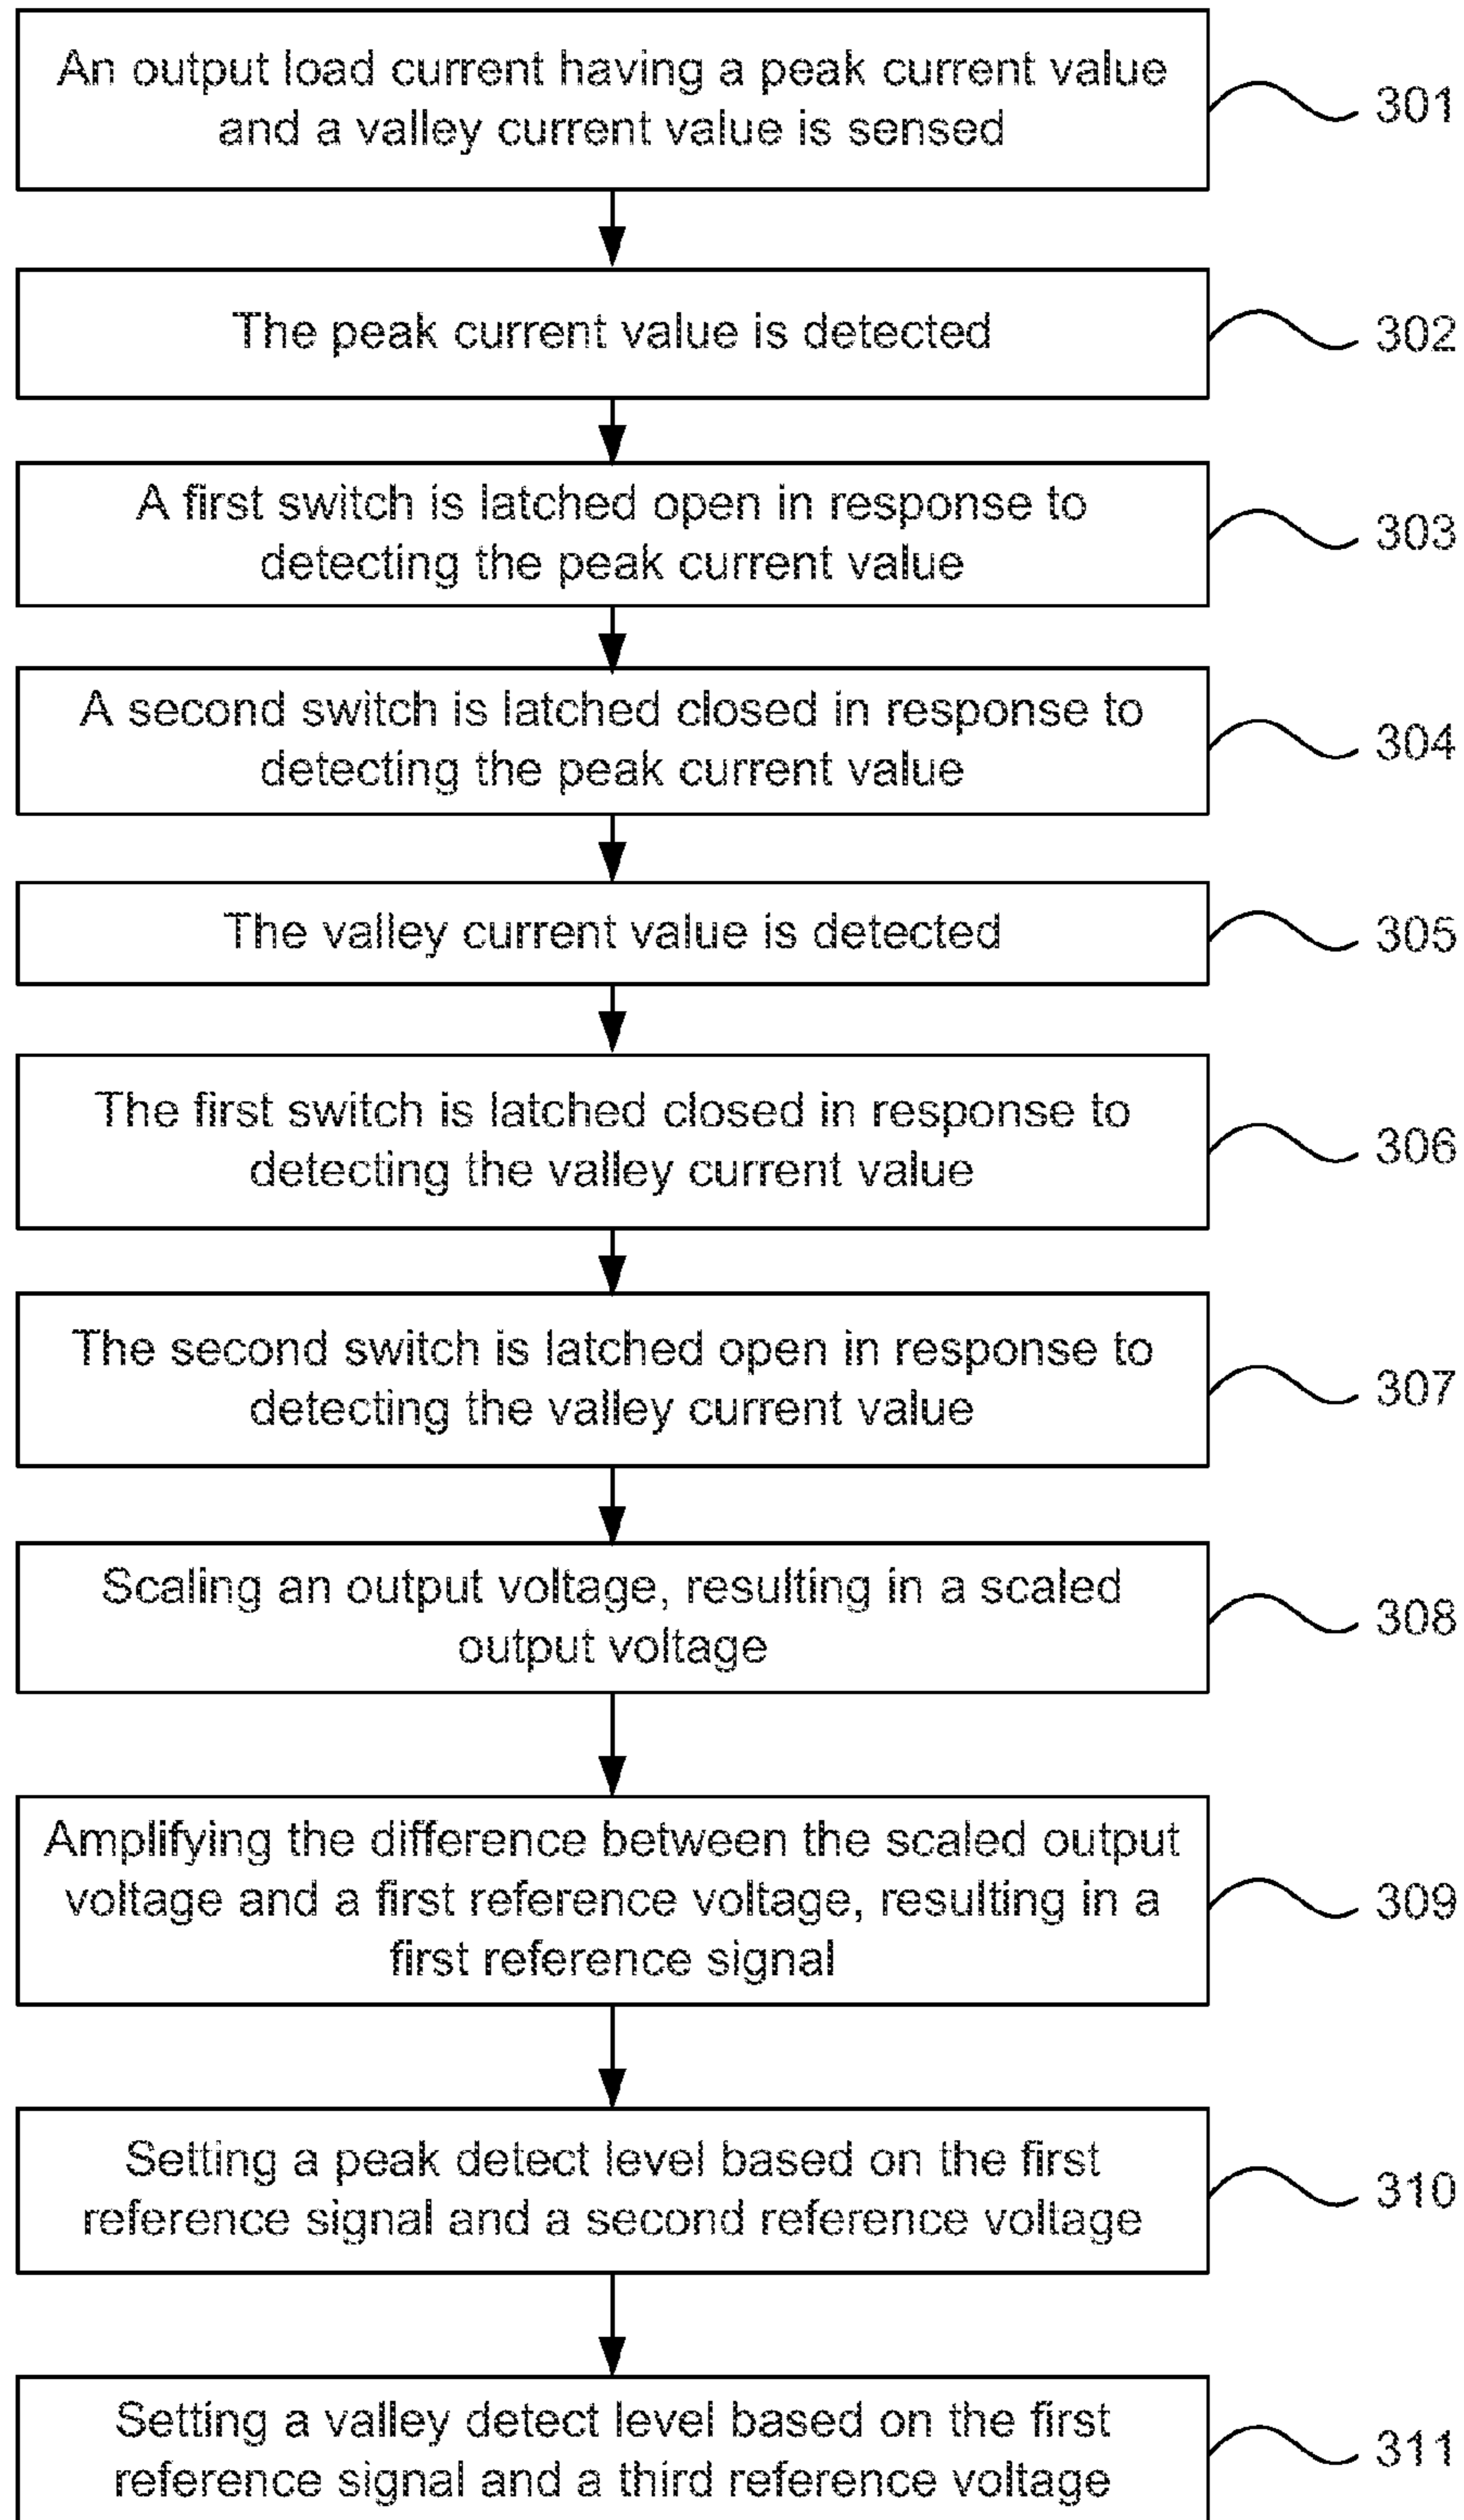 An output load current having a peak current value
and a valley current value is sensed
301
The peak current value is detected
302
A first switch is latched open in response to
detecting the peak current value
303
A second switch is latched closed in response to
detecting the peak current value
304
The valley current value is detected
305
The first switch is latched closed in response to
detecting the valley current value
306
The second switch is latched open in response to
detecting the valley current value
307
Scaling an output voltage, resulting in a scaled
output voltage
308
Amplifying the difference between the scaled output
voltage and a first reference voltage, resulting in a
first reference signal
309
Setting a peak detect level based on the first
reference signal and a second reference voltage
310
Setting a valley detect level based on the first
reference signal and a third reference voltage
311